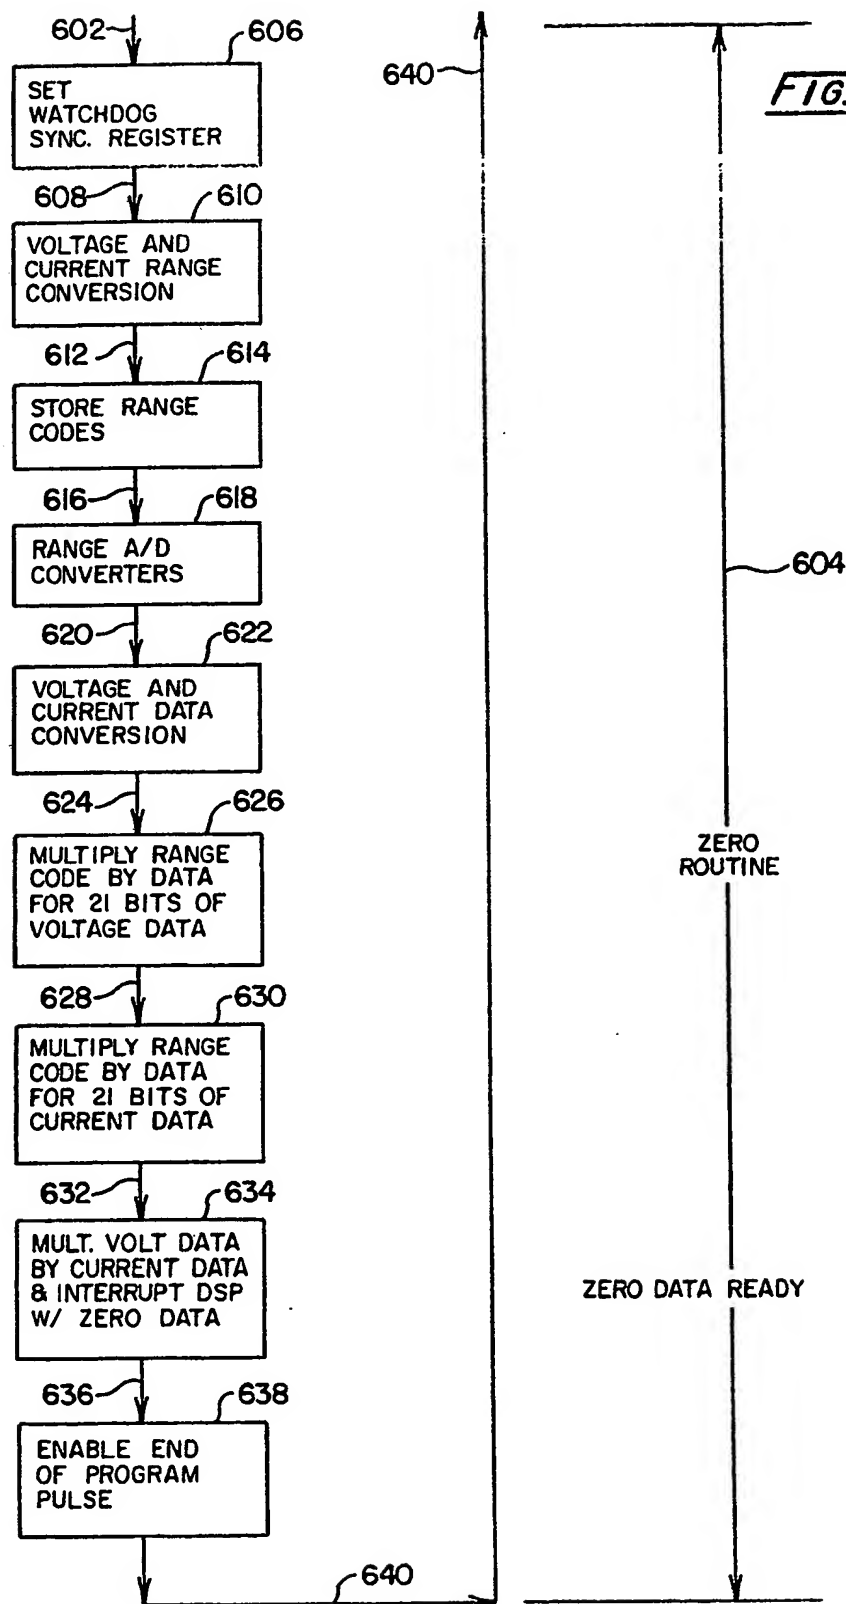 602
606
640
FIG.
SET
WATCHDOG
SYNC. REGISTER
608
610
VOLTAGE AND
CURRENT RANGE
CONVERSION
612
614
STORE RANGE
CODES
616
618
RANGE A/D
CONVERTERS
604
620
622
VOLTAGE AND
CURRENT DATA
CONVERSION
624
626
MULTIPLY RANGE
CODE BY DATA
FOR 21 BITS OF
VOLTAGE DATA
ZERO
ROUTINE
628
630
MULTIPLY RANGE
CODE BY DATA
FOR 21 BITS OF
CURRENT DATA
632
634
MULT. VOLT DATA
BY CURRENT DATA
& INTERRUPT DSP
W/ ZERO DATA
ZERO DATA READY
636
638
ENABLE END
OF PROGRAM
PULSE
640